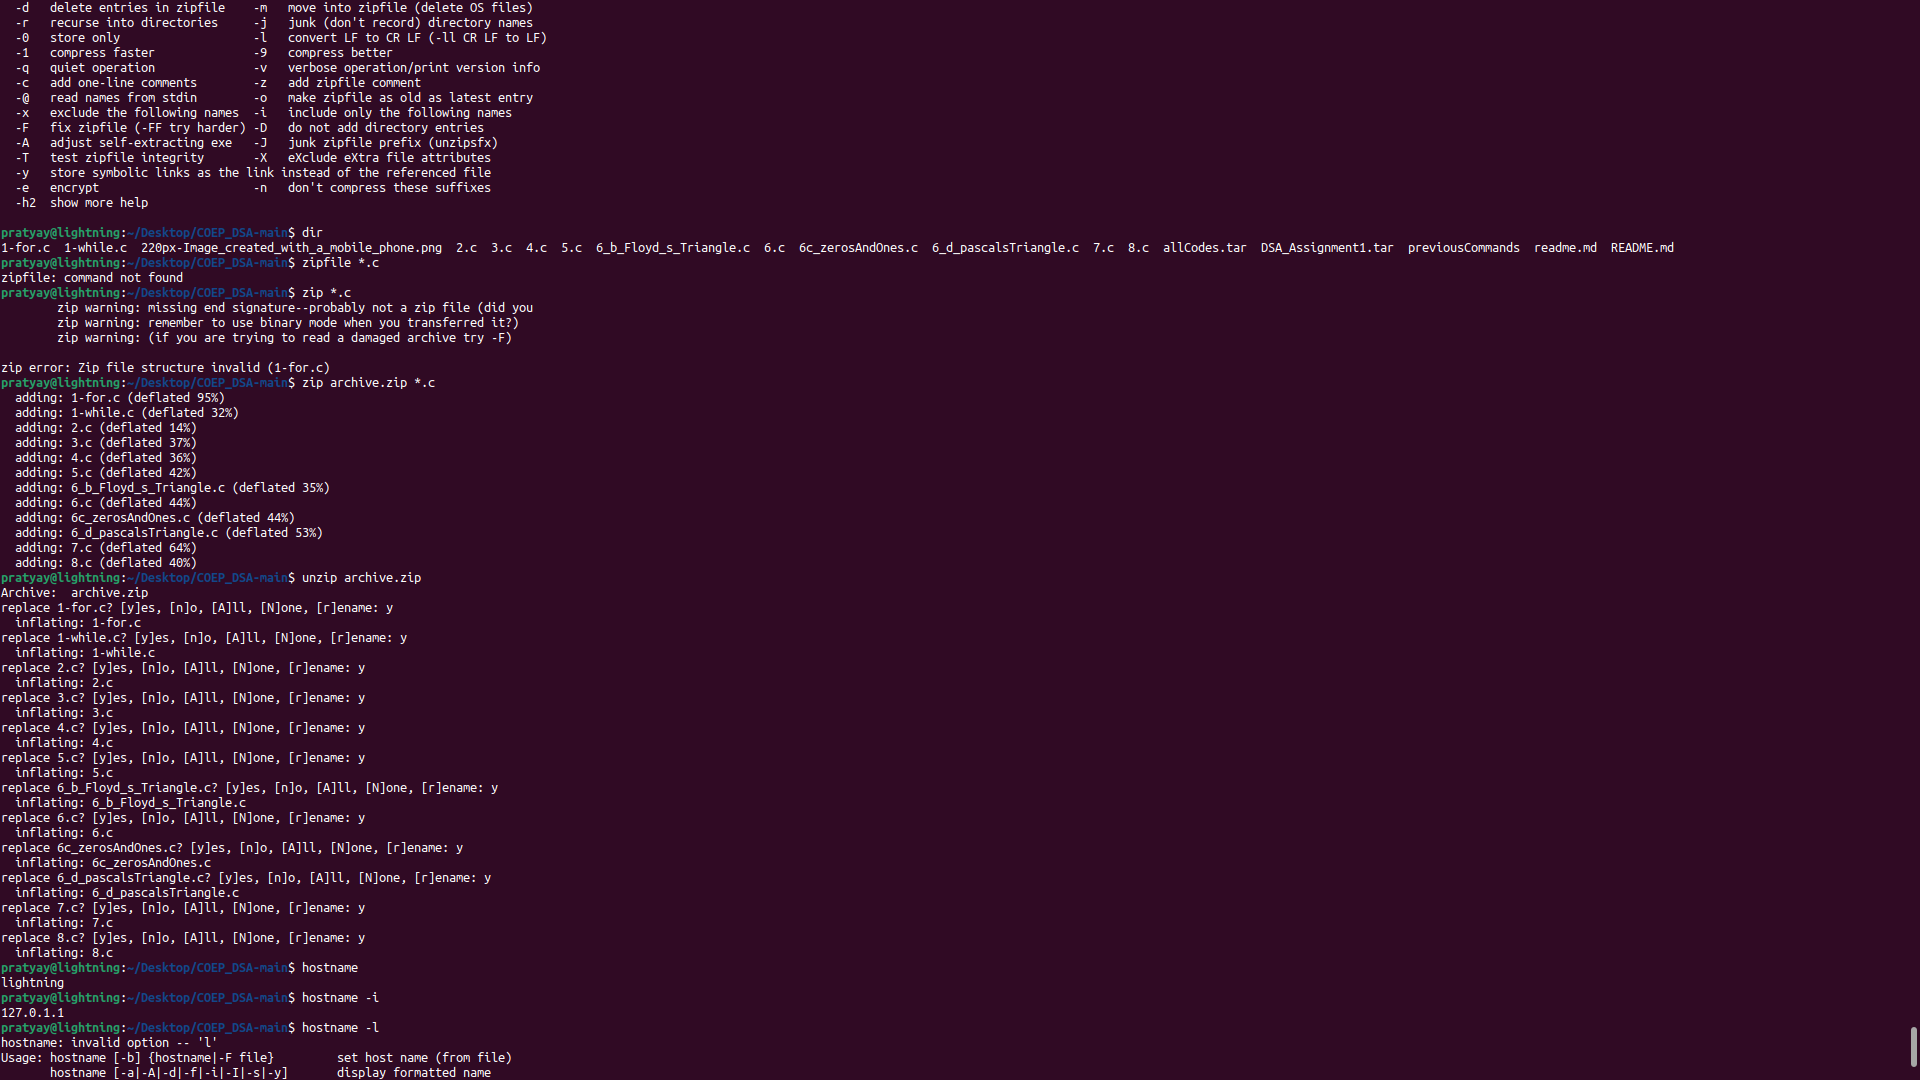 -d   delete entries in zipfile    -m   move into zipfile (delete OS files)
  -r   recurse into directories     -j   junk (don't record) directory names
  -0   store only                   -l   convert LF to CR LF (-ll CR LF to LF)
  -1   compress faster              -9   compress better
  -q   quiet operation              -v   verbose operation/print version info
  -c   add one-line comments        -z   add zipfile comment
  -@   read names from stdin        -o   make zipfile as old as latest entry
  -x   exclude the following names  -i   include only the following names
  -F   fix zipfile (-FF try harder) -D   do not add directory entries
  -A   adjust self-extracting exe   -J   junk zipfile prefix (unzipsfx)
  -T   test zipfile integrity       -X   eXclude eXtra file attributes
  -y   store symbolic links as the link instead of the referenced file
  -e   encrypt                      -n   don't compress these suffixes
  -h2  show more help
pratyay@lightning:~/Desktop/COEP_DSA-main$ dir
1-for.c  1-while.c  220px-Image_created_with_a_mobile_phone.png  2.c  3.c  4.c  5.c  6_b_Floyd_s_Triangle.c  6.c  6c_zerosAndOnes.c  6_d_pascalsTriangle.c  7.c  8.c  allCodes.tar  DSA_Assignment1.tar  previousCommands  readme.md  README.md
pratyay@lightning:~/Desktop/COEP_DSA-main$ zipfile *.c
zipfile: command not found
pratyay@lightning:~/Desktop/COEP_DSA-main$ zip *.c
        zip warning: missing end signature--probably not a zip file (did you
        zip warning: remember to use binary mode when you transferred it?)
        zip warning: (if you are trying to read a damaged archive try -F)
zip error: Zip file structure invalid (1-for.c)
pratyay@lightning:~/Desktop/COEP_DSA-main$ zip archive.zip *.c
  adding: 1-for.c (deflated 95%)
  adding: 1-while.c (deflated 32%)
  adding: 2.c (deflated 14%)
  adding: 3.c (deflated 37%)
  adding: 4.c (deflated 36%)
  adding: 5.c (deflated 42%)
  adding: 6_b_Floyd_s_Triangle.c (deflated 35%)
  adding: 6.c (deflated 44%)
  adding: 6c_zerosAndOnes.c (deflated 44%)
  adding: 6_d_pascalsTriangle.c (deflated 53%)
  adding: 7.c (deflated 64%)
  adding: 8.c (deflated 40%)
pratyay@lightning:~/Desktop/COEP_DSA-main$ unzip archive.zip
Archive:  archive.zip
replace 1-for.c? [y]es, [n]o, [A]ll, [N]one, [r]ename: y
  inflating: 1-for.c
replace 1-while.c? [y]es, [n]o, [A]ll, [N]one, [r]ename: y
  inflating: 1-while.c
replace 2.c? [y]es, [n]o, [A]ll, [N]one, [r]ename: y
  inflating: 2.c
replace 3.c? [y]es, [n]o, [A]ll, [N]one, [r]ename: y
  inflating: 3.c
replace 4.c? [y]es, [n]o, [A]ll, [N]one, [r]ename: y
  inflating: 4.c
replace 5.c? [y]es, [n]o, [A]ll, [N]one, [r]ename: y
  inflating: 5.c
replace 6_b_Floyd_s_Triangle.c? [y]es, [n]o, [A]ll, [N]one, [r]ename: y
  inflating: 6_b_Floyd_s_Triangle.c
replace 6.c? [y]es, [n]o, [A]ll, [N]one, [r]ename: y
  inflating: 6.c
replace 6c_zerosAndOnes.c? [y]es, [n]o, [A]ll, [N]one, [r]ename: y
  inflating: 6c_zerosAndOnes.c
replace 6_d_pascalsTriangle.c? [y]es, [n]o, [A]ll, [N]one, [r]ename: y
  inflating: 6_d_pascalsTriangle.c
replace 7.c? [y]es, [n]o, [A]ll, [N]one, [r]ename: y
  inflating: 7.c
replace 8.c? [y]es, [n]o, [A]ll, [N]one, [r]ename: y
  inflating: 8.c
pratyay@lightning:~/Desktop/COEP_DSA-main$ hostname
lightning
pratyay@lightning:~/Desktop/COEP_DSA-main$ hostname -i
127.0.1.1
pratyay@lightning:~/Desktop/COEP_DSA-main$ hostname -l
hostname: invalid option -- 'l'
Usage: hostname [-b] {hostname|-F file}         set host name (from file)
       hostname [-a|-A|-d|-f|-i|-I|-s|-y]       display formatted name